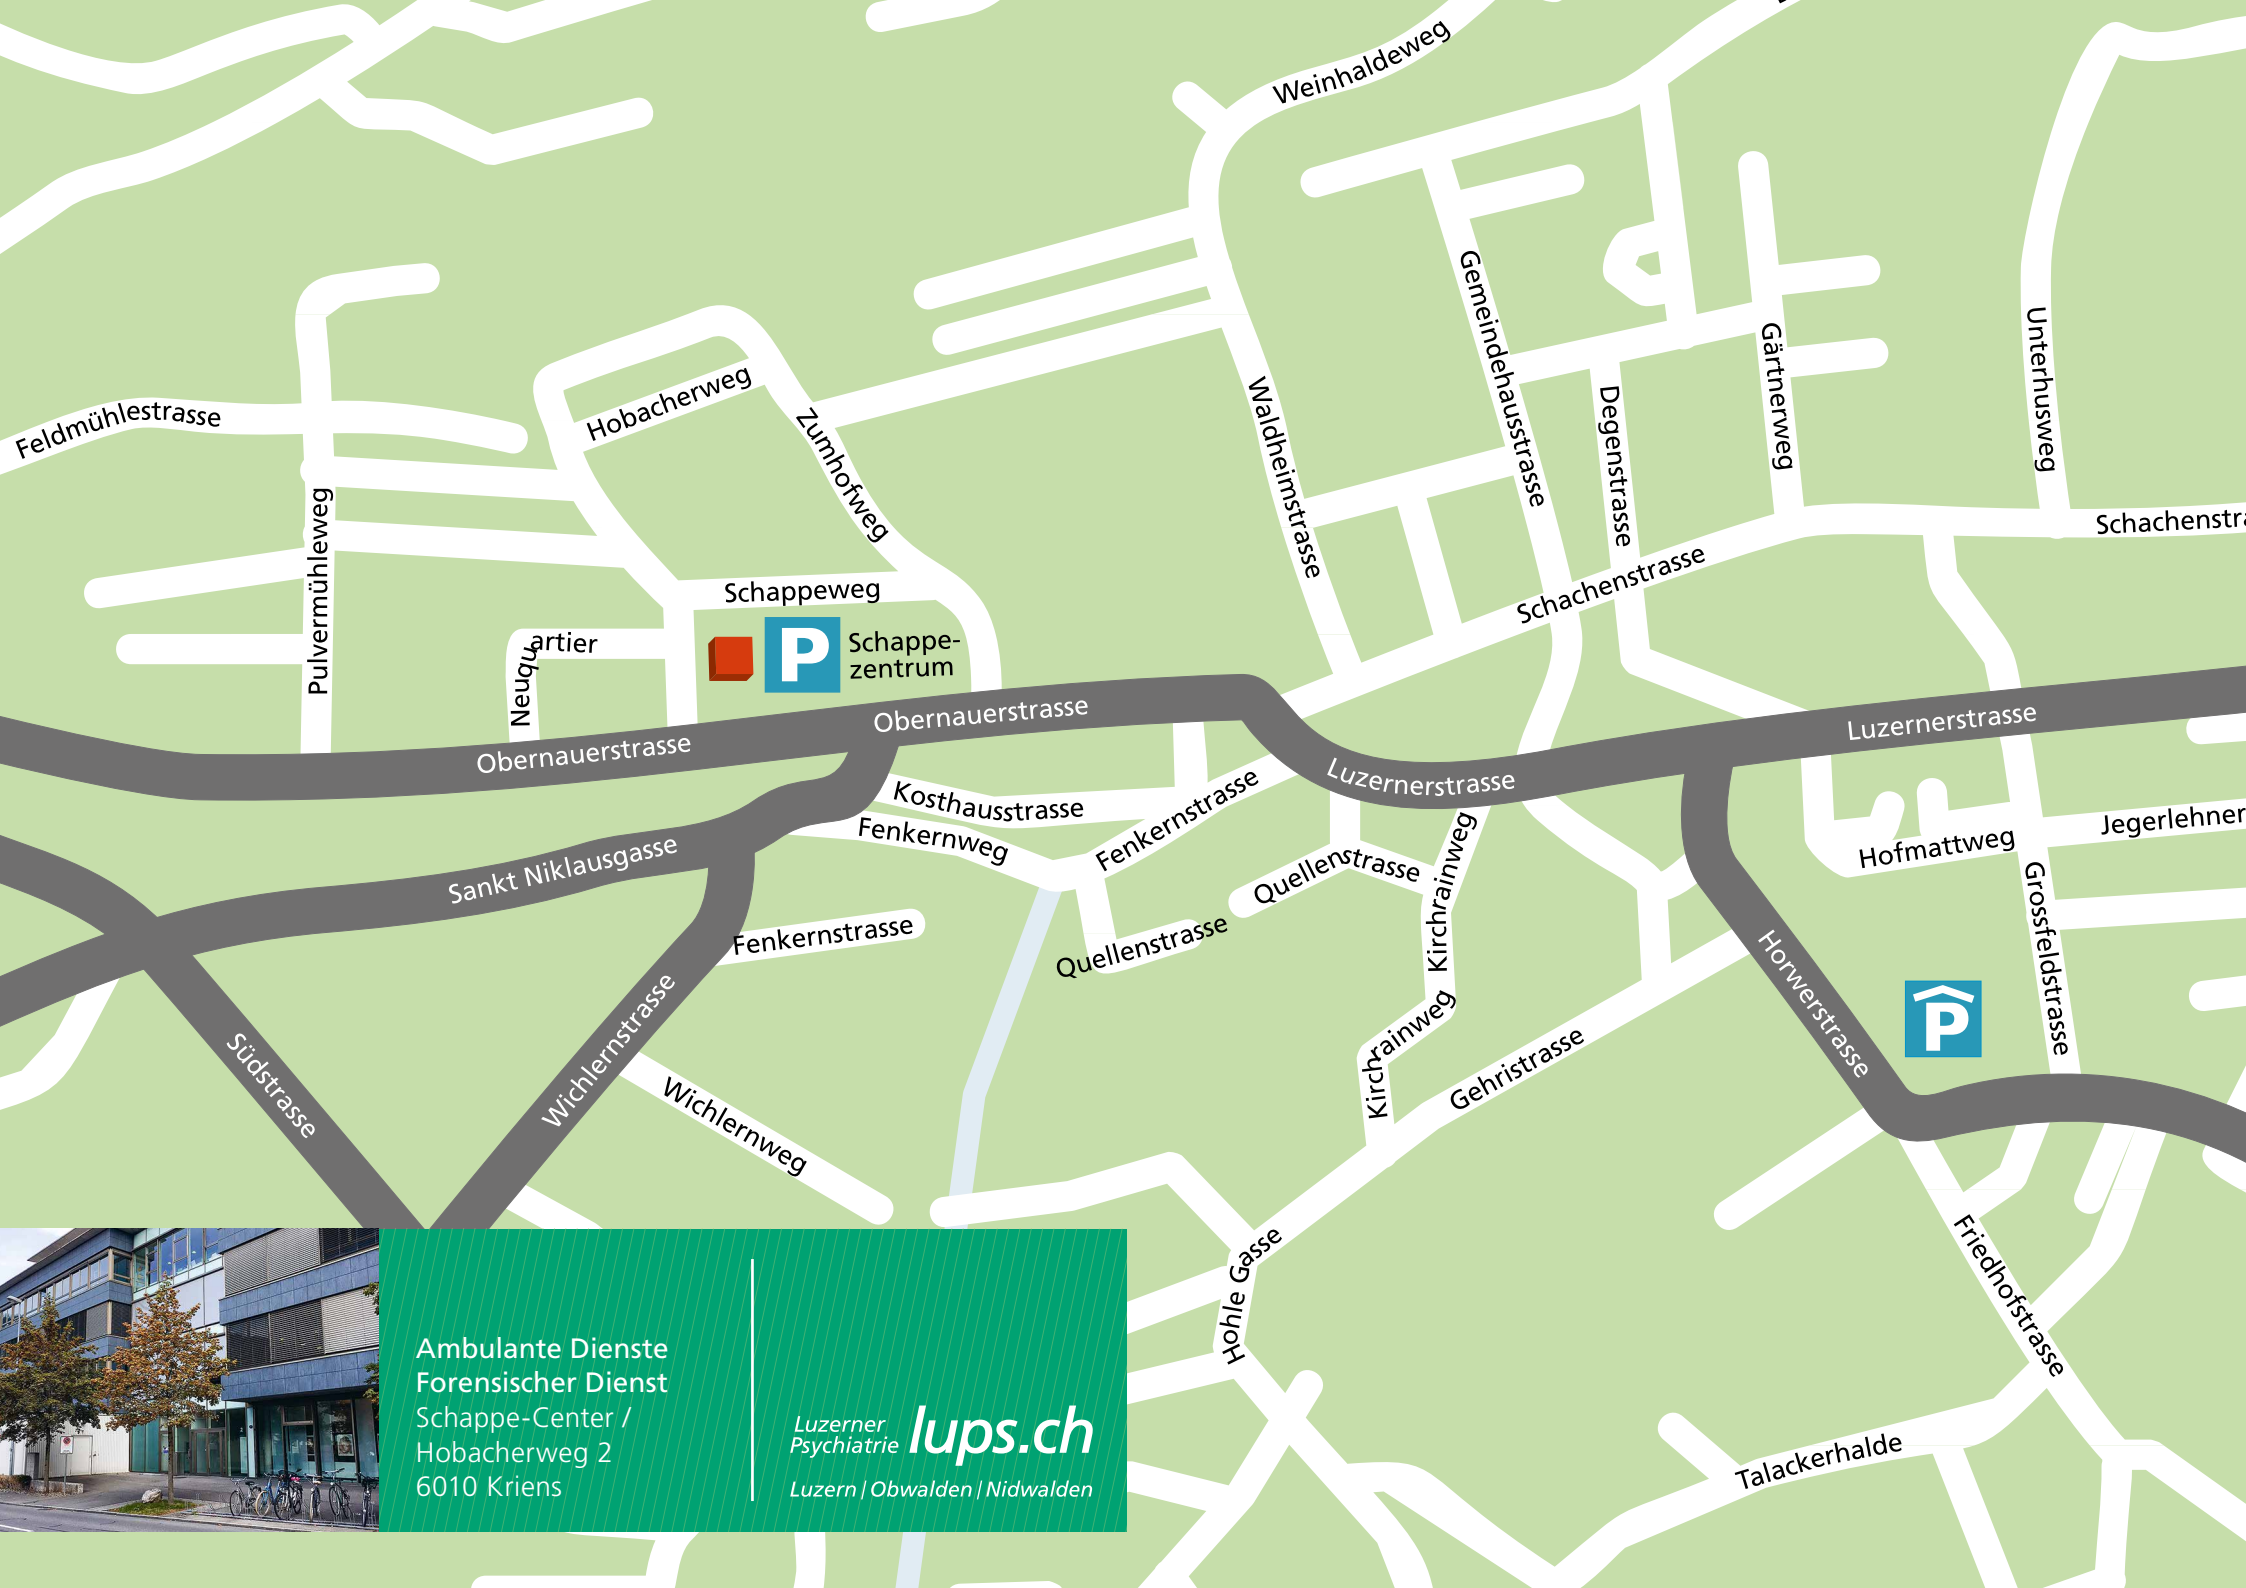 Weinhaldeweg
Feldmühlestrasse
Hobacherweg
Zumhofweg
Waldheimstrasse
Gemeindehausstrasse
Degenstrasse
Gärtnerweg
Unterhusweg
Schachenstra
Schachenstrasse
Pulvermühleweg
Schappeweg
Neuquartier
P
Schappe-
zentrum
Obernauerstrasse
Obernauerstrasse
Luzernerstrasse
Luzernerstrasse
Kosthausstrasse
Fenkernweg
Fenkernstrasse
Sankt Niklausgasse
Quellenstrasse
Kirchrainweg
Hofmattweg
Jegerlehner
Grossfeldstrasse
Fenkernstrasse
Quellenstrasse
Horwerstrasse
P
Südstrasse
Wichlernstrasse
Wichlernweg
Kirchrainweg
Gehristrasse
Hohle Gasse
Friedhofstrasse
Talackerhalde
Ambulante Dienste
Forensischer Dienst
Schappe-Center /
Hobacherweg 2
6010 Kriens
Luzerner
Psychiatrie lups.ch
Luzern | Obwalden | Nidwalden